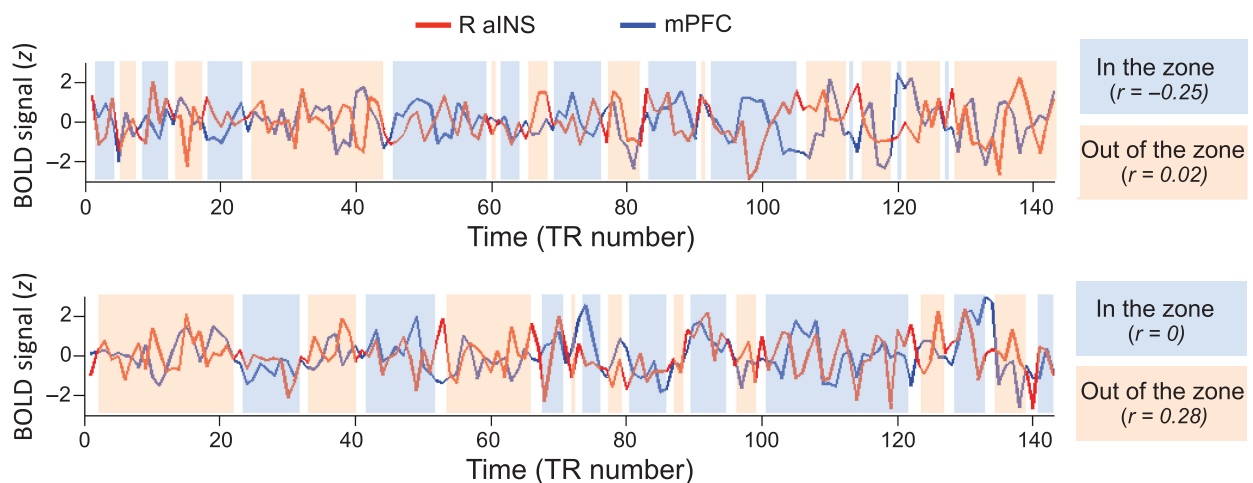 R aINS mPFC
BOLD signal (z)
2
0
−2
0 20 40 60 80 100 120 140
Time (TR number)
In the zone
(r = −0.25)
Out of the zone
(r = 0.02)
BOLD signal (z)
2
0
−2
0 20 40 60 80 100 120 140
Time (TR number)
In the zone
(r = 0)
Out of the zone
(r = 0.28)